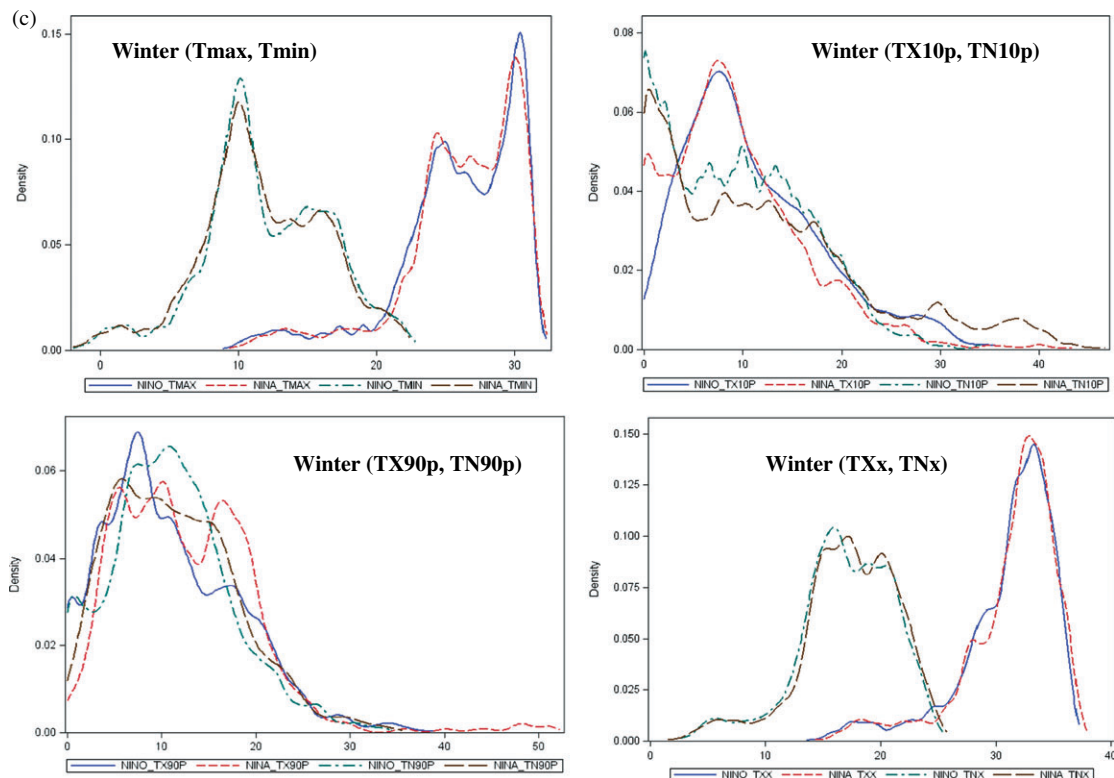 (c)
Winter (Tmax, Tmin)
0.15
0.10
0.05
0.00
Density
0 10 20 30
NINO_TMAX NINA_TMAX NINO_TMIN NINA_TMIN
Winter (TX10p, TN10p)
0.08
0.06
0.04
0.02
0.00
Density
0 10 20 30 40
NINO_TX10P NINA_TX10P NINO_TN10P NINA_TN10P
Winter (TX90p, TN90p)
0.06
0.04
0.02
0.00
Density
0 10 20 30 40 50
NINO_TX90P NINA_TX90P NINO_TN90P NINA_TN90P
Winter (TXx, TNx)
0.150
0.125
0.100
0.075
0.050
0.025
0.000
Density
0 10 20 30 40
NINO_TXX NINA_TXX NINO_TNX NINA_TNX